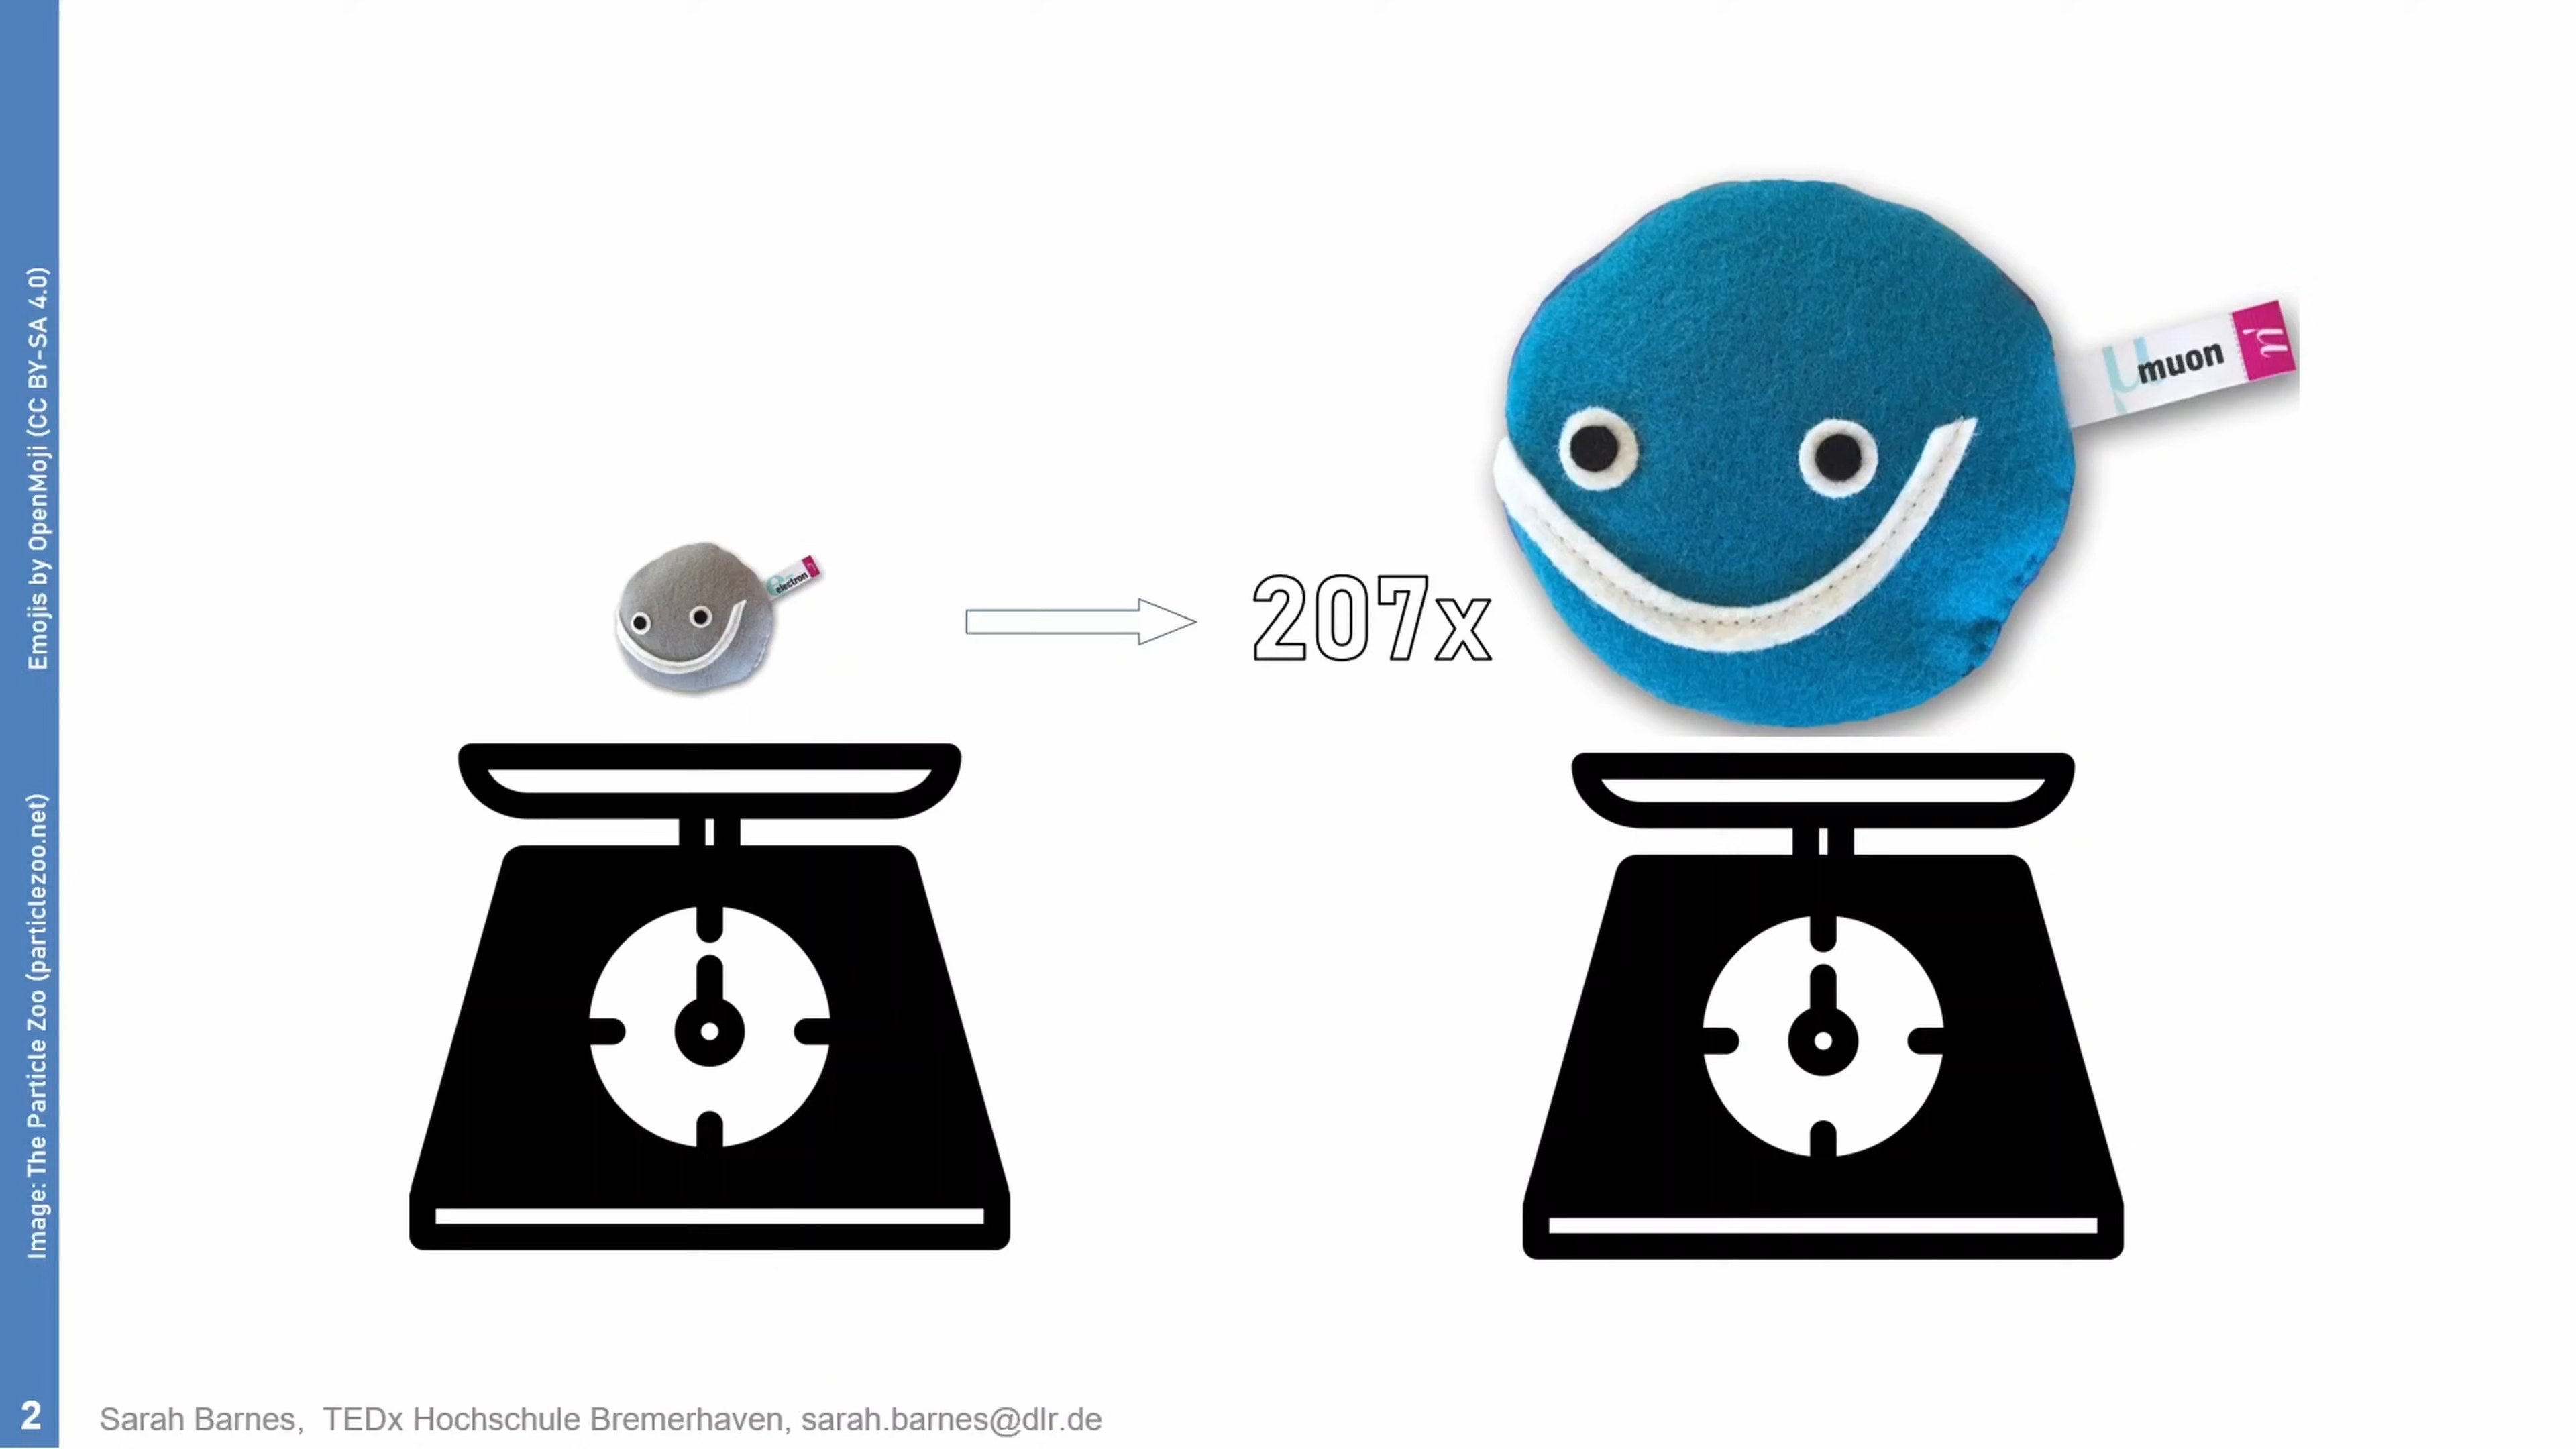 Emojis by OpenMoji (CC BY-SA 4.0)
Image: The Particle Zoo (particlezoo.net)
electron
207x
μ muon
2 Sarah Barnes, TEDx Hochschule Bremerhaven, sarah.barnes@dlr.de